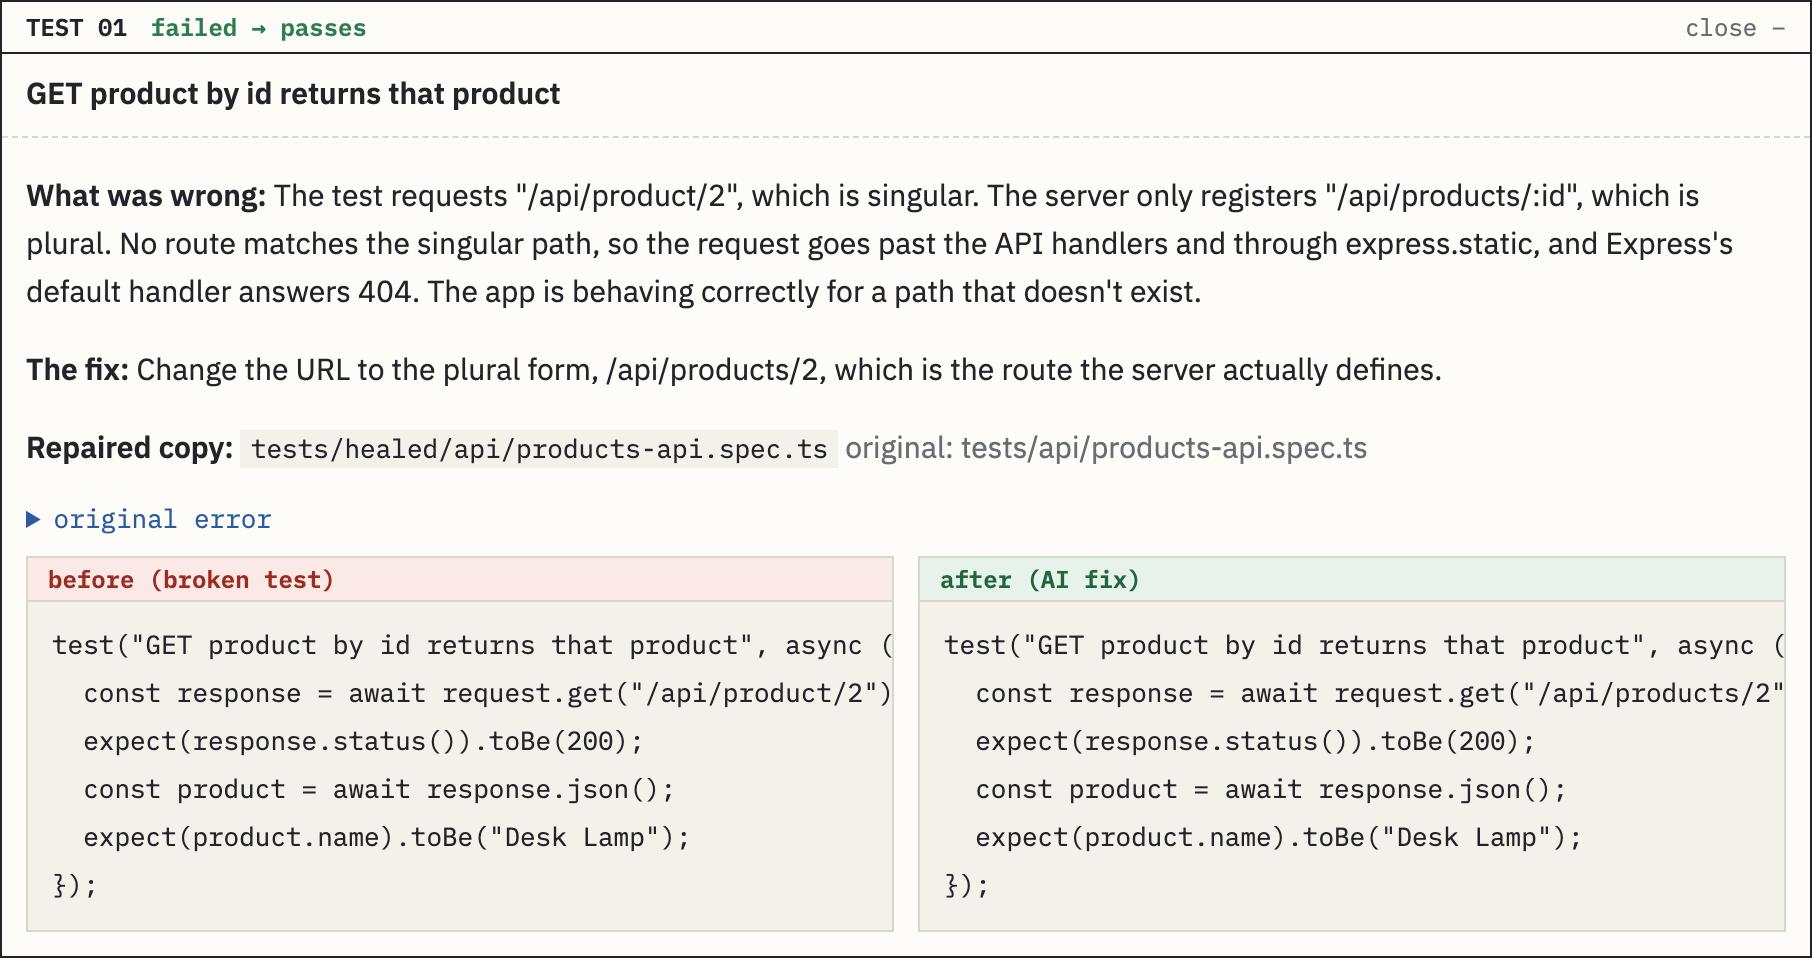 TEST 01 failed → passes close −
GET product by id returns that product
What was wrong: The test requests "/api/product/2", which is singular. The server only registers "/api/products/:id", which is
plural. No route matches the singular path, so the request goes past the API handlers and through express.static, and Express's
default handler answers 404. The app is behaving correctly for a path that doesn't exist.
The fix: Change the URL to the plural form, /api/products/2, which is the route the server actually defines.
Repaired copy: tests/healed/api/products-api.spec.ts original: tests/api/products-api.spec.ts
▶ original error
before (broken test)
test("GET product by id returns that product", async (
  const response = await request.get("/api/product/2")
  expect(response.status()).toBe(200);
  const product = await response.json();
  expect(product.name).toBe("Desk Lamp");
});
after (AI fix)
test("GET product by id returns that product", async (
  const response = await request.get("/api/products/2"
  expect(response.status()).toBe(200);
  const product = await response.json();
  expect(product.name).toBe("Desk Lamp");
});